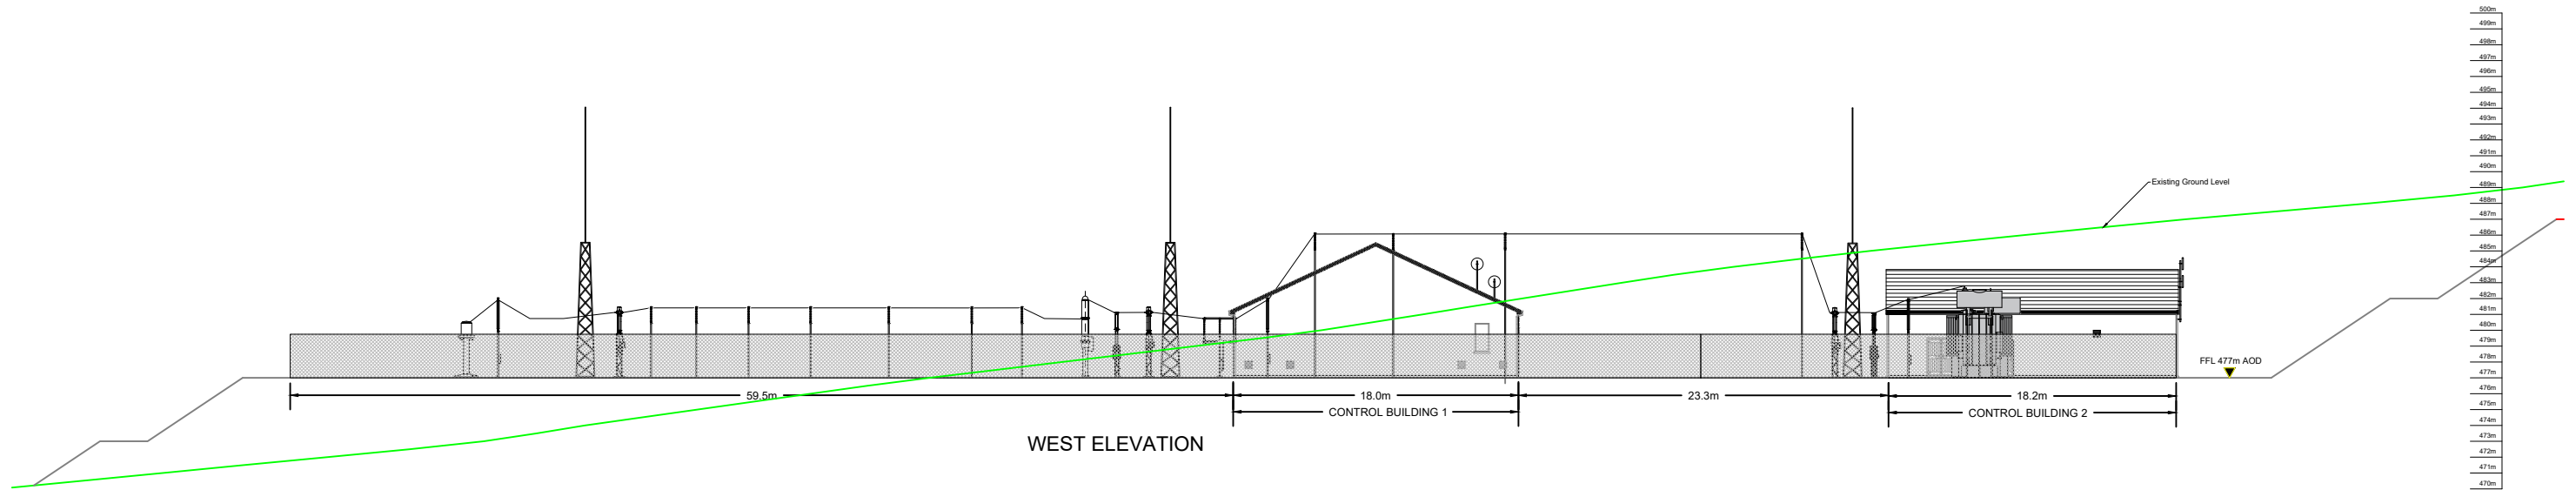 500m
499m
498m
497m
496m
495m
494m
493m
492m
491m
490m
489m
488m
487m
486m
485m
484m
483m
482m
481m
480m
479m
478m
477m
476m
475m
474m
473m
472m
471m
470m
Existing Ground Level
FFL 477m AOD
59.5m
18.0m
23.3m
18.2m
CONTROL BUILDING 1
CONTROL BUILDING 2
WEST ELEVATION